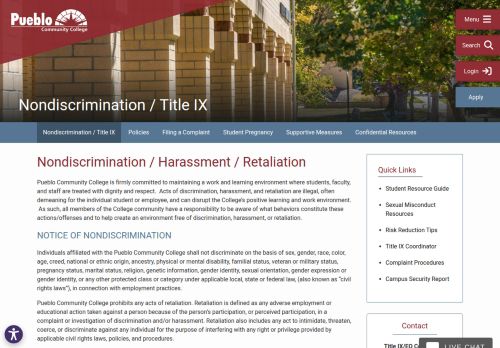 Pueblo
Community College
Menu
Search
Login
Apply
Nondiscrimination / Title IX
Nondiscrimination / Title IX Policies Filing a Complaint Student Pregnancy Supportive Measures Confidential Resources
Nondiscrimination / Harassment / Retaliation
Pueblo Community College is firmly committed to maintaining a work and learning environment where students, faculty,
and staff are treated with dignity and respect. Acts of discrimination, harassment, and retaliation are illegal, often
demeaning for the individual student or employee, and can disrupt the College's positive learning and work environment.
As such, all members of the College community have a responsibility to be aware of what behaviors constitute these
actions/offenses and to help create an environment free of discrimination, harassment, or retaliation.
NOTICE OF NONDISCRIMINATION
Individuals affiliated with the Pueblo Community College shall not discriminate on the basis of sex, gender, race, color,
age, creed, national or ethnic origin, ancestry, physical or mental disability, familial status, veteran or military status,
pregnancy status, marital status, religion, genetic information, gender identity, sexual orientation, gender expression or
gender identity, or any other protected class or category under applicable local, state or federal law, (also known as "civil
rights laws"), in connection with employment practices.
Pueblo Community College prohibits any acts of retaliation. Retaliation is defined as any adverse employment or
educational action taken against a person because of the person's participation, or perceived participation, in a
complaint or investigation of discrimination and/or harassment. Retaliation also includes any act to intimidate, threaten,
coerce, or discriminate against any individual for the purpose of interfering with any right or privilege provided by
applicable civil rights laws, policies, and procedures.
Quick Links
Student Resource Guide
Sexual Misconduct
Resources
Risk Reduction Tips
Title IX Coordinator
Complaint Procedures
Campus Security Report
Contact
Title IX/EO
LIVE CHAT